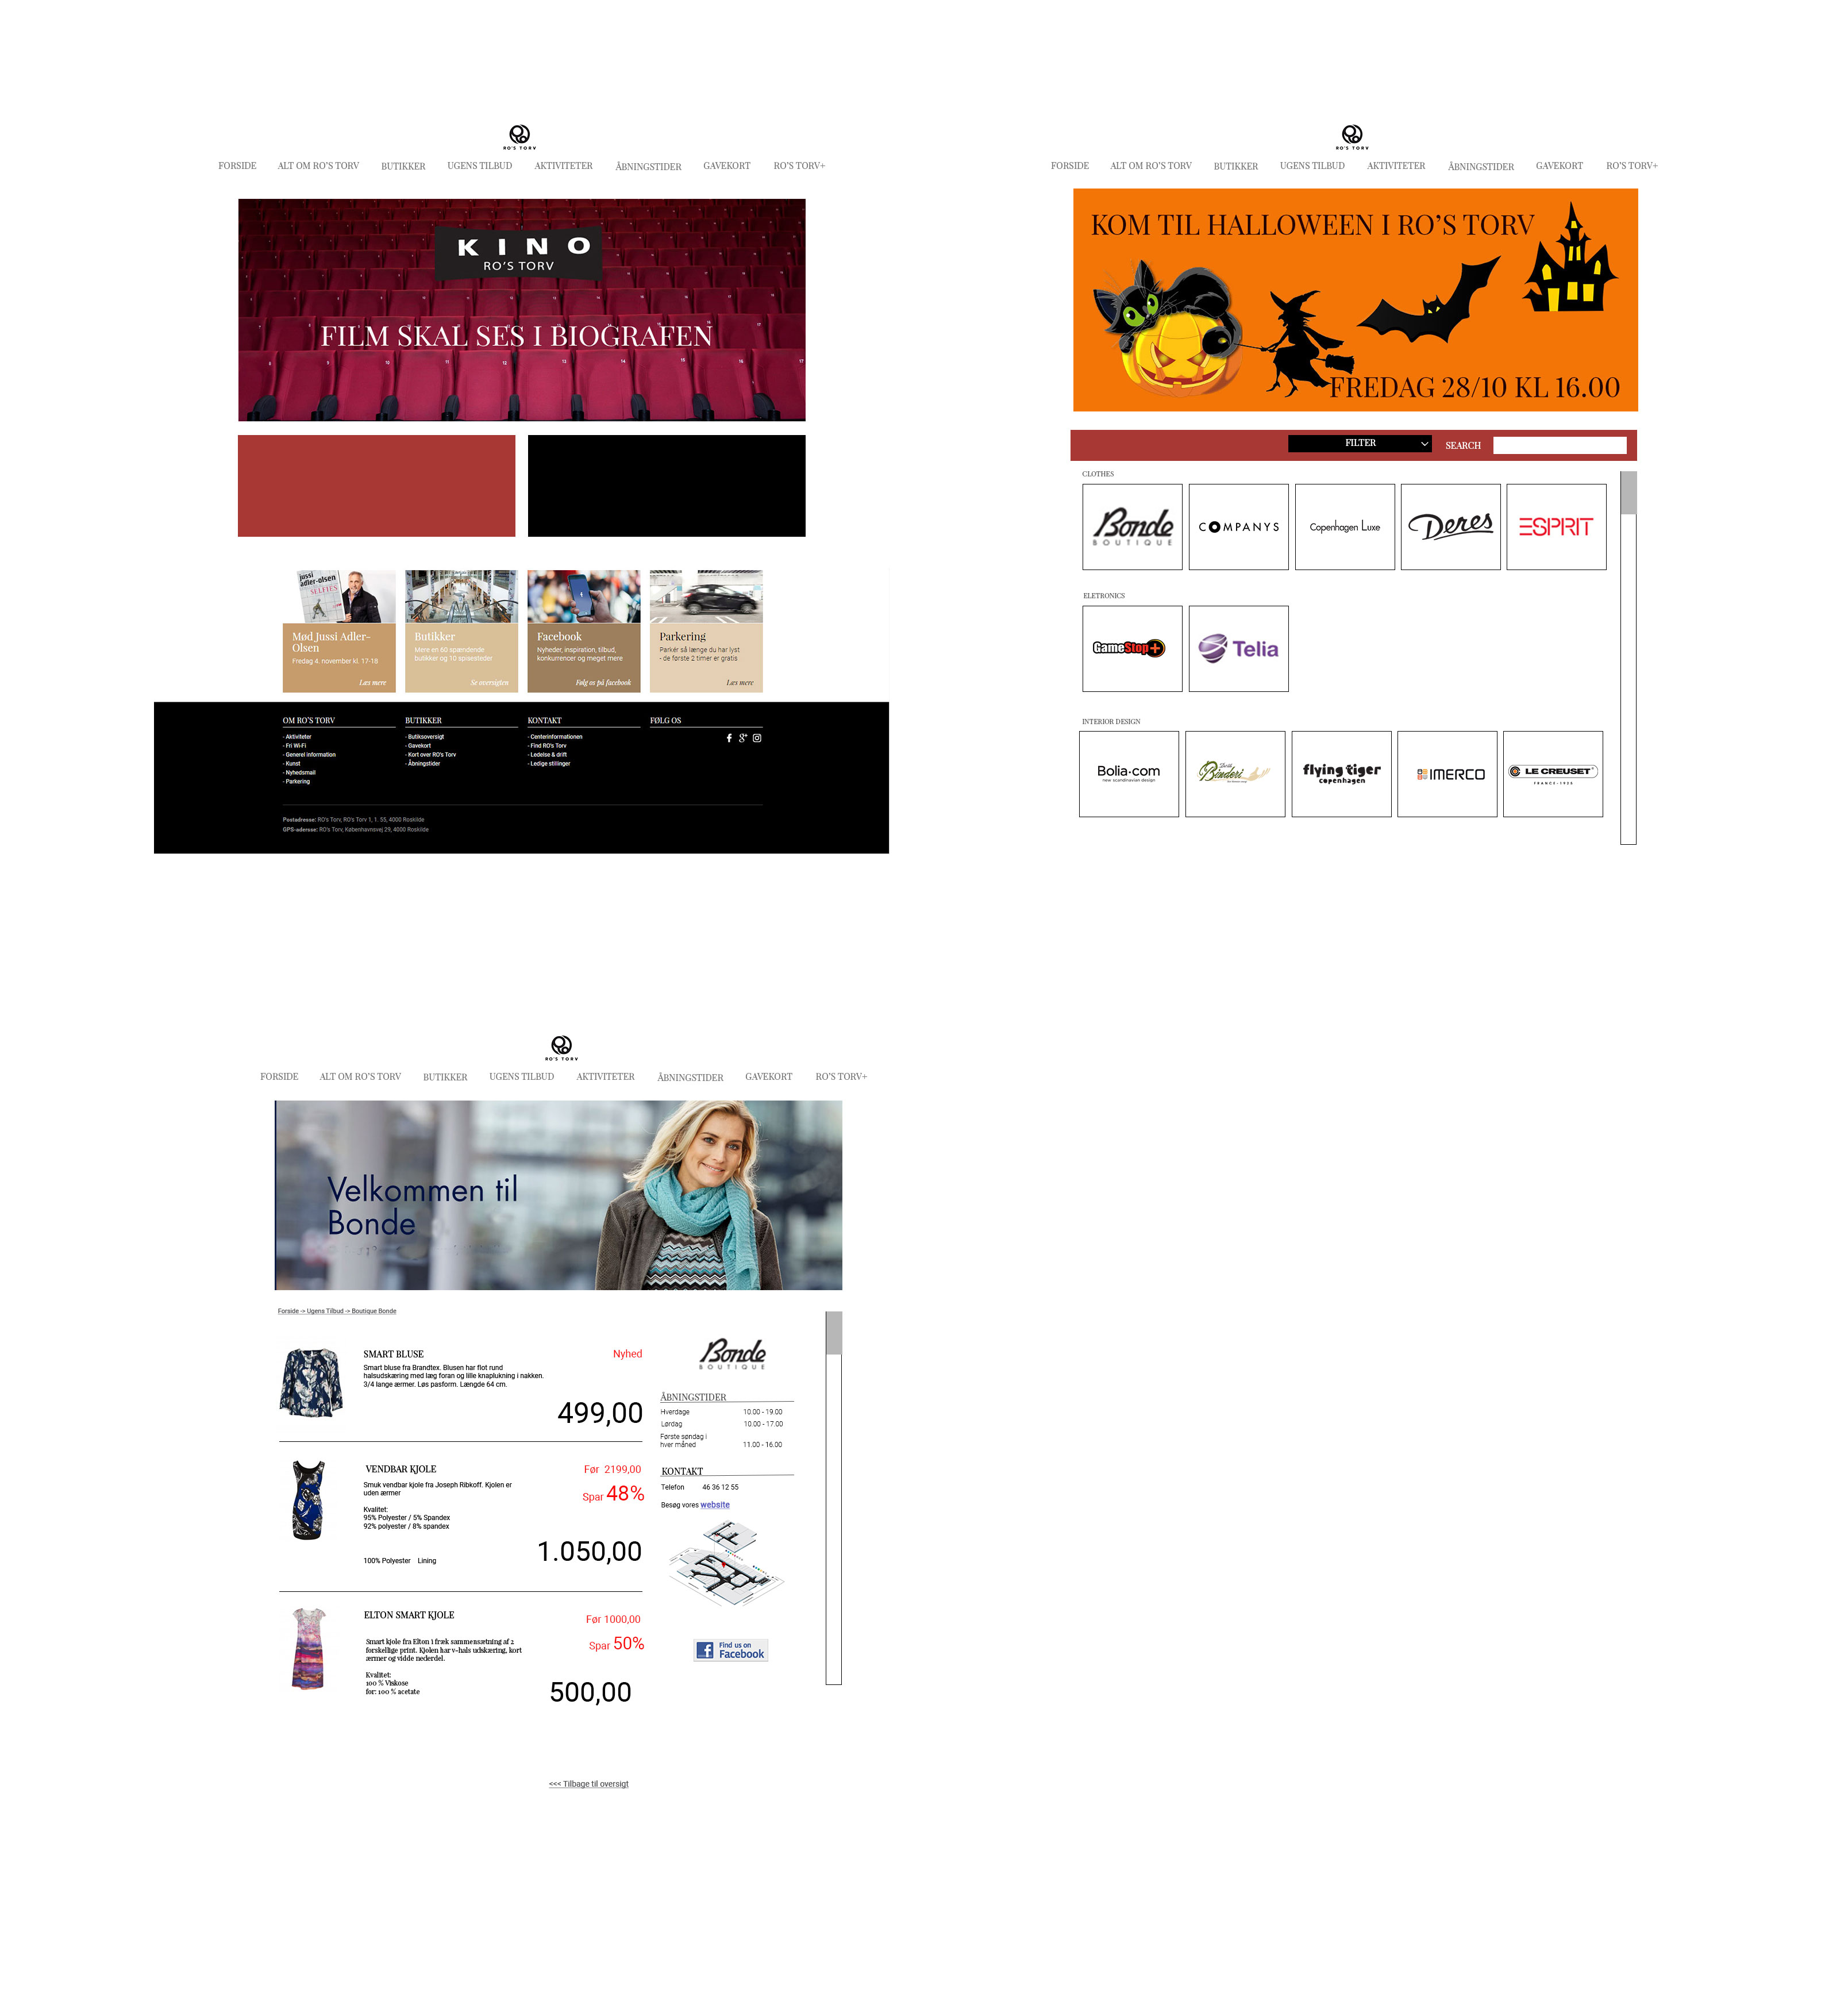 RO'S TORV
FORSIDE ALT OM RO'S TORV BUTIKKER UGENS TILBUD AKTIVITETER ÅBNINGSTIDER GAVEKORT RO'S TORV+
KINO
RO'S TORV
FILM SKAL SES I BIOGRAFEN
jussi
adler-olsen
SELFIES
Mød Jussi Adler-
Olsen
Fredag 4. november kl. 17-18
Læs mere
Butikker
Mere en 60 spændende
butikker og 10 spisesteder
Se oversigten
Facebook
Nyheder, inspiration, tilbud,
konkurrencer og meget mere
Følg os på facebook
Parkering
Parkér så længe du har lyst
- de første 2 timer er gratis
Læs mere
OM RO'S TORV
- Aktiviteter
- Fri Wi-Fi
- Generel information
- Kunst
- Nyhedsmail
- Parkering
BUTIKKER
- Butiksoversigt
- Gavekort
- Kort over RO's Torv
- Åbningstider
KONTAKT
- Centerinformationen
- Find RO's Torv
- Ledelse & drift
- Ledige stillinger
FØLG OS
Postadresse: RO's Torv, RO's Torv 1, 1. 55, 4000 Roskilde
GPS-adresse: RO's Torv, Københavnsvej 29, 4000 Roskilde
RO'S TORV
FORSIDE ALT OM RO'S TORV BUTIKKER UGENS TILBUD AKTIVITETER ÅBNINGSTIDER GAVEKORT RO'S TORV+
KOM TIL HALLOWEEN I RO'S TORV
FREDAG 28/10 KL 16.00
FILTER SEARCH
CLOTHES
Bonde
BOUTIQUE
COMPANYS
Copenhagen Luxe
Deres
ESPRIT
ELETRONICS
GameStop
Telia
INTERIOR DESIGN
Bolia.com
new scandinavian design
Binderi
flying tiger
copenhagen
IMERCO
LE CREUSET
FRANCE • 1925
RO'S TORV
FORSIDE ALT OM RO'S TORV BUTIKKER UGENS TILBUD AKTIVITETER ÅBNINGSTIDER GAVEKORT RO'S TORV+
Velkommen til
Bonde
Forside -> Ugens Tilbud -> Boutique Bonde
SMART BLUSE
Nyhed
Smart bluse fra Brandtex. Blusen har flot rund
halsudskæring med læg foran og lille knaplukning i nakken.
3/4 lange ærmer. Løs pasform. Længde 64 cm.
499,00
VENDBAR KJOLE
Før 2199,00
Smuk vendbar kjole fra Joseph Ribkoff. Kjolen er
uden ærmer
Spar 48%
Kvalitet:
95% Polyester / 5% Spandex
92% polyester / 8% spandex
1.050,00
100% Polyester Lining
ELTON SMART KJOLE
Før 1000,00
Smart kjole fra Elton i fræk sammensætning af 2
forskellige print. Kjolen har v-hals udskæring, kort
ærmer og vidde nederdel.
Spar 50%
Kvalitet:
100 % Viskose
for: 100 % acetate
500,00
<<< Tilbage til oversigt
Bonde
BOUTIQUE
ÅBNINGSTIDER
Hverdage 10.00 - 19.00
Lørdag 10.00 - 17.00
Første søndag i
hver måned 11.00 - 16.00
KONTAKT
Telefon 46 36 12 55
Besøg vores website
Find us on
Facebook